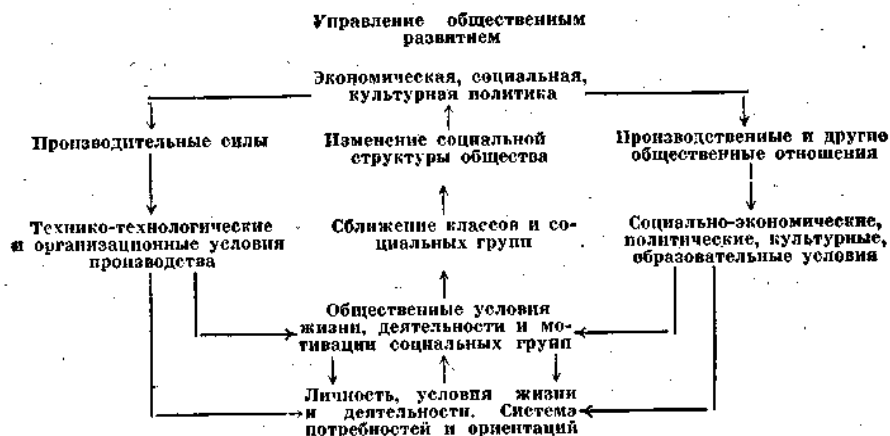 Управление общественным
развитием
Экономическая, социальная,
культурная политика
Производительные силы
Изменение социальной
структуры общества
Производственные и другие
общественные отношения
Технико-технологические
и организационные условия
производства
Сближение классов и со-
циальных групп
Социально-экономические,
политические, культурные,
образовательные условия
Общественные условия
жизни, деятельности и мо-
тивации социальных групп
Личность, условия жизни
и деятельности. Система
потребностей и ориентаций